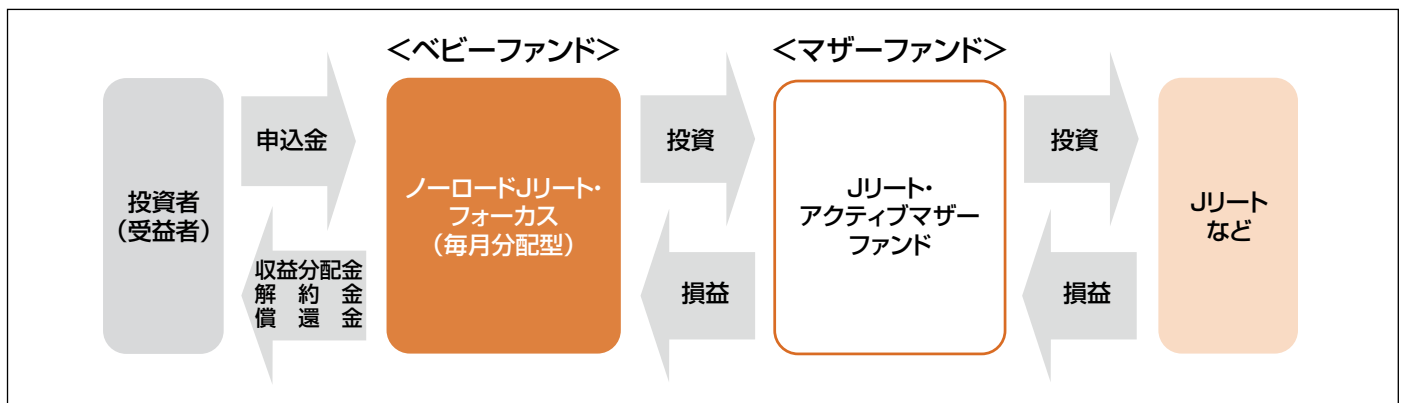 ＜ベビーファンド＞
＜マザーファンド＞
投資者
（受益者）
申込金
収益分配金
解約金
償還金
ノーロードJリート・
フォーカス
（毎月分配型）
投資
損益
Jリート・
アクティブマザー
ファンド
投資
損益
Jリート
など